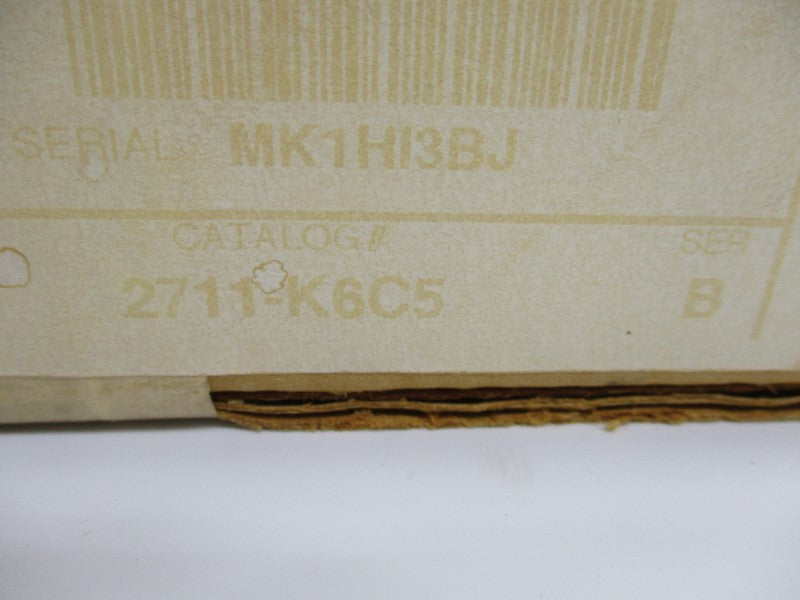 SERIAL MK1HI3BJ
CATALOG# SER
2711-K6C5 B